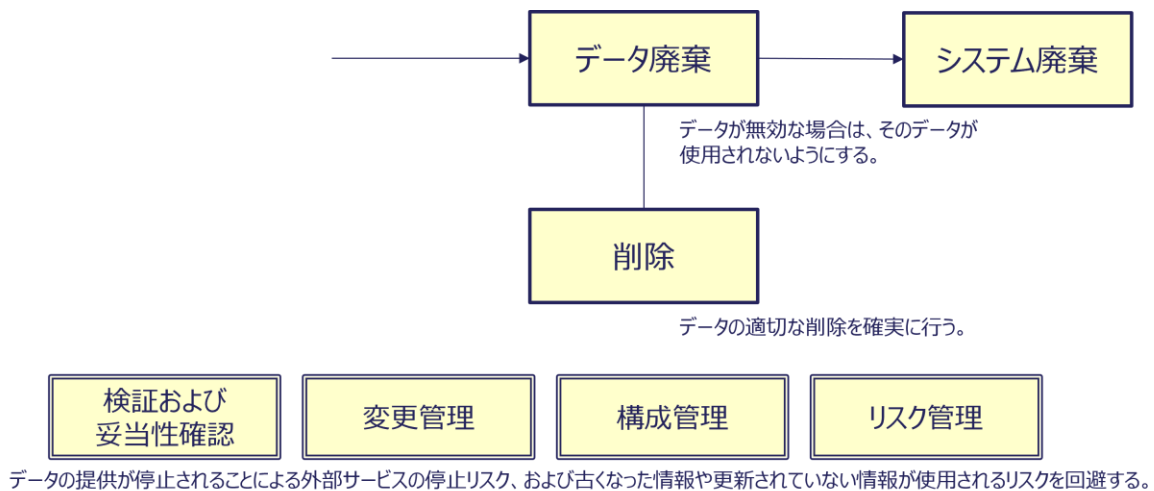 データ廃棄
システム廃棄
データが無効な場合は、そのデータが
使用されないようにする。
削除
データの適切な削除を確実に行う。
検証および
妥当性確認
変更管理
構成管理
リスク管理
データの提供が停止されることによる外部サービスの停止リスク、および古くなった情報や更新されていない情報が使用されるリスクを回避する。